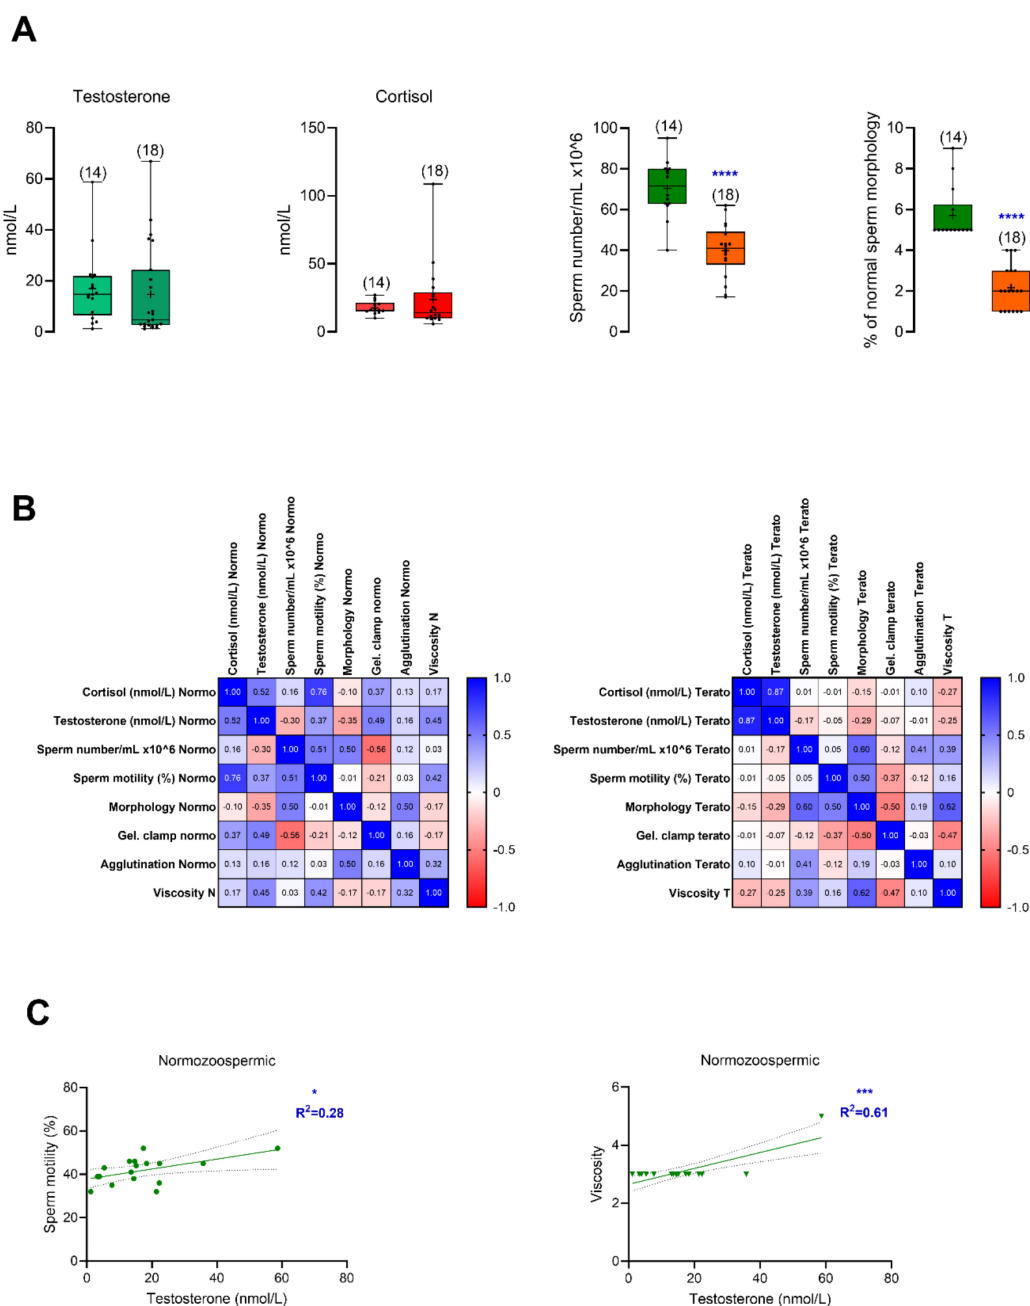 A
Testosterone
Cortisol
80
60
40
20
0
nmol/L
(14)
(18)
150
100
50
0
nmol/L
(14)
(18)
100
80
60
40
20
0
Sperm number/mL x10^6
(14)
****
(18)
10
8
6
4
2
0
% of normal sperm morphology
(14)
****
(18)
B
Cortisol (nmol/L) Normo
Testosterone (nmol/L) Normo
Sperm number/mL x10^6 Normo
Sperm motility (%) Normo
Morphology Normo
Gel. clamp normo
Agglutination Normo
Viscosity N
Cortisol (nmol/L) Normo 1.00 0.52 0.16 0.76 -0.10 0.37 0.13 0.17
Testosterone (nmol/L) Normo 0.52 1.00 -0.30 0.37 -0.35 0.49 0.16 0.45
Sperm number/mL x10^6 Normo 0.16 -0.30 1.00 0.51 0.50 -0.56 0.12 0.03
Sperm motility (%) Normo 0.76 0.37 0.51 1.00 -0.01 -0.21 0.03 0.42
Morphology Normo -0.10 -0.35 0.50 -0.01 1.00 -0.12 0.50 -0.17
Gel. clamp normo 0.37 0.49 -0.56 -0.21 -0.12 1.00 0.16 -0.17
Agglutination Normo 0.13 0.16 0.12 0.03 0.50 0.16 1.00 0.32
Viscosity N 0.17 0.45 0.03 0.42 -0.17 -0.17 0.32 1.00
1.0
0.5
0
-0.5
-1.0
Cortisol (nmol/L) Terato
Testosterone (nmol/L) Terato
Sperm number/mL x10^6 Terato
Sperm motility (%) Terato
Morphology Terato
Gel. clamp terato
Agglutination Terato
Viscosity T
Cortisol (nmol/L) Terato 1.00 0.87 0.01 -0.01 -0.15 -0.01 0.10 -0.27
Testosterone (nmol/L) Terato 0.87 1.00 -0.17 -0.05 -0.29 -0.07 -0.01 -0.25
Sperm number/mL x10^6 Terato 0.01 -0.17 1.00 0.05 0.60 -0.12 0.41 0.39
Sperm motility (%) Terato -0.01 -0.05 0.05 1.00 0.50 -0.37 -0.12 0.16
Morphology Terato -0.15 -0.29 0.60 0.50 1.00 -0.50 0.19 0.62
Gel. clamp terato -0.01 -0.07 -0.12 -0.37 -0.50 1.00 -0.03 -0.47
Agglutination Terato 0.10 -0.01 0.41 -0.12 0.19 -0.03 1.00 0.10
Viscosity T -0.27 -0.25 0.39 0.16 0.62 -0.47 0.10 1.00
1.0
0.5
0
-0.5
-1.0
C
Normozoospermic
80
60
40
20
0
Sperm motility (%)
*
R²=0.28
0 20 40 60 80
Testosterone (nmol/L)
Normozoospermic
6
4
2
0
Viscosity
***
R²=0.61
0 20 40 60 80
Testosterone (nmol/L)